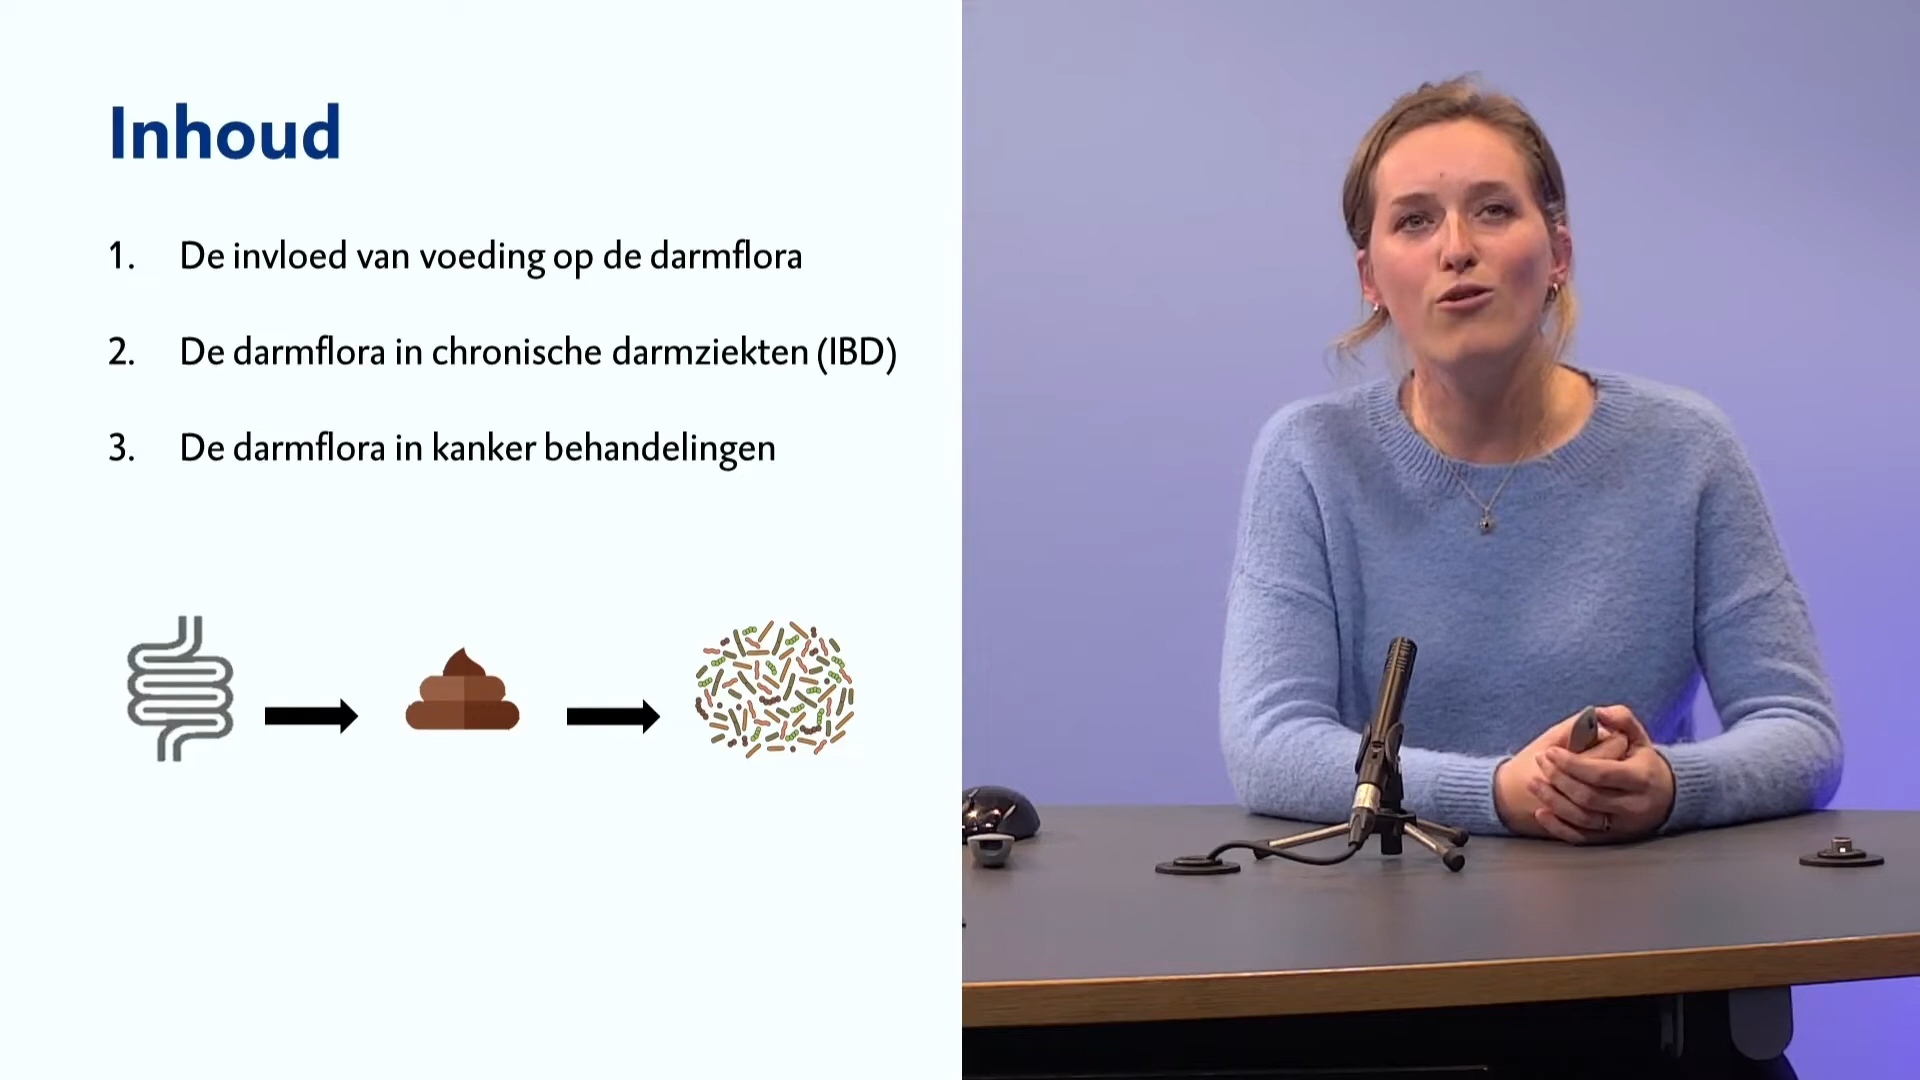 Inhoud
1. De invloed van voeding op de darmflora
2. De darmflora in chronische darmziekten (IBD)
3. De darmflora in kanker behandelingen